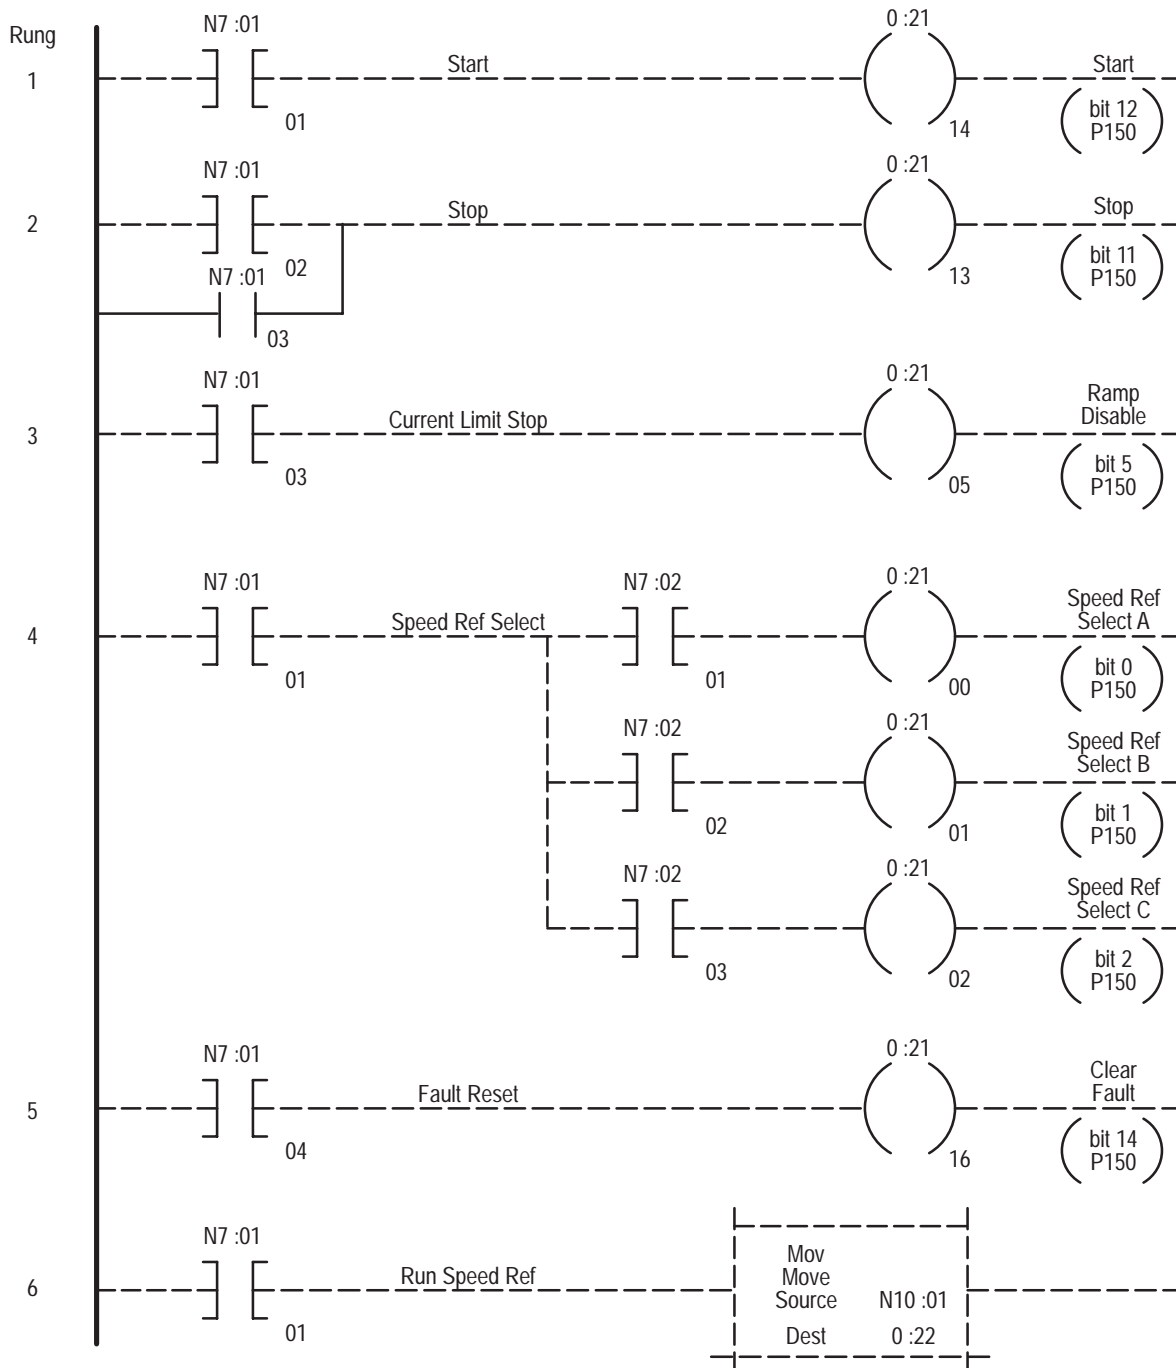 Rung
N7 :01
0 :21
1
Start
Start
01
14
bit 12
P150
N7 :01
0 :21
2
Stop
Stop
02
13
bit 11
P150
N7 :01
03
N7 :01
0 :21
3
Current Limit Stop
Ramp
Disable
03
05
bit 5
P150
N7 :01
N7 :02
0 :21
4
Speed Ref Select
Speed Ref
Select A
01
01
00
bit 0
P150
N7 :02
0 :21
Speed Ref
Select B
02
01
bit 1
P150
N7 :02
0 :21
Speed Ref
Select C
03
02
bit 2
P150
N7 :01
0 :21
5
Fault Reset
Clear
Fault
04
16
bit 14
P150
N7 :01
6
Run Speed Ref
01
Mov
Move
Source N10 :01
Dest 0 :22